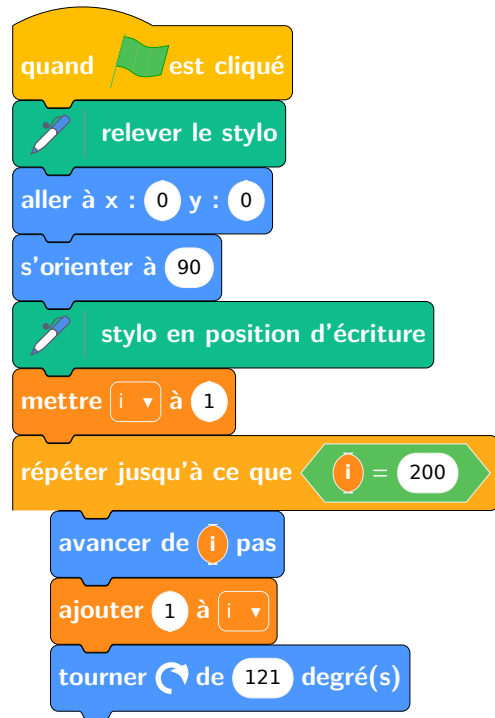 quand est cliqué
relever le stylo
aller à x : 0 y : 0
s'orienter à 90
stylo en position d'écriture
mettre i à 1
répéter jusqu'à ce que i = 200
avancer de i pas
ajouter 1 à i
tourner de 121 degré(s)